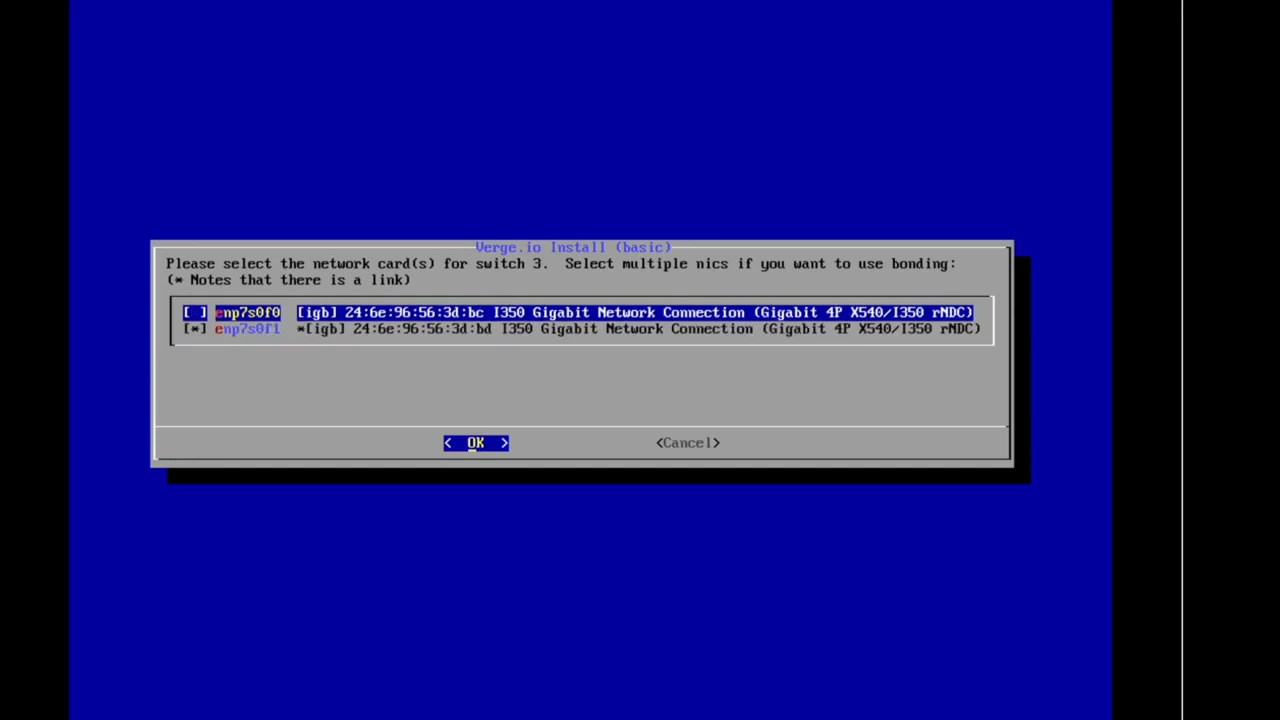 Verge.io Install (basic)
Please select the network card(s) for switch 3.  Select multiple nics if you want to use bonding:
(* Notes that there is a link)
[ ] enp7s0f0  [igb] 24:6e:96:56:3d:bc I350 Gigabit Network Connection (Gigabit 4P X540/I350 rNDC)
[*] enp7s0f1  *[igb] 24:6e:96:56:3d:bd I350 Gigabit Network Connection (Gigabit 4P X540/I350 rNDC)
<  OK  > <Cancel>